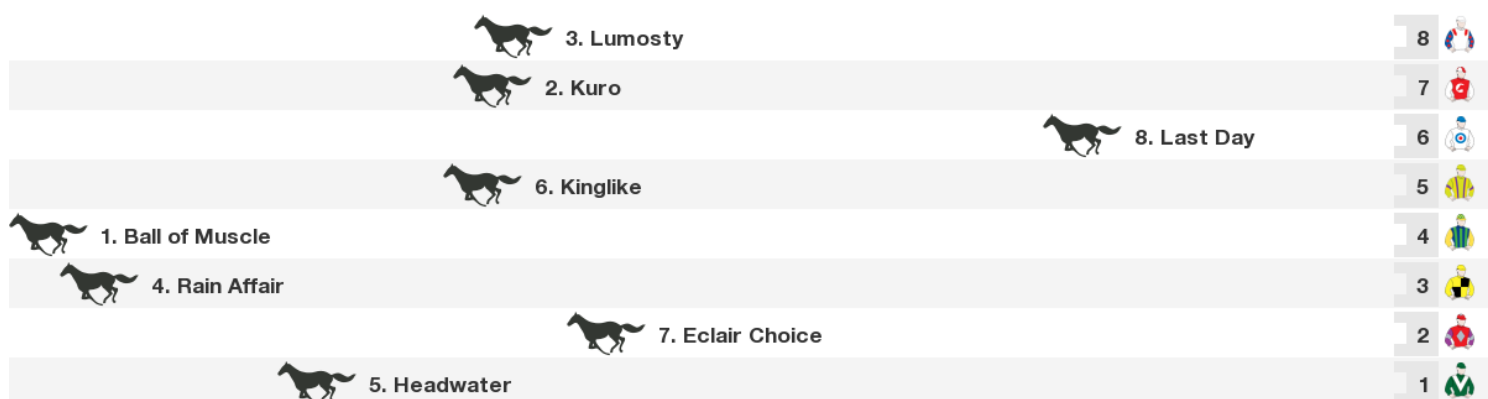 3. Lumosty 8
2. Kuro 7
8. Last Day 6
6. Kinglike 5
1. Ball of Muscle 4
4. Rain Affair 3
7. Eclair Choice 2
5. Headwater 1